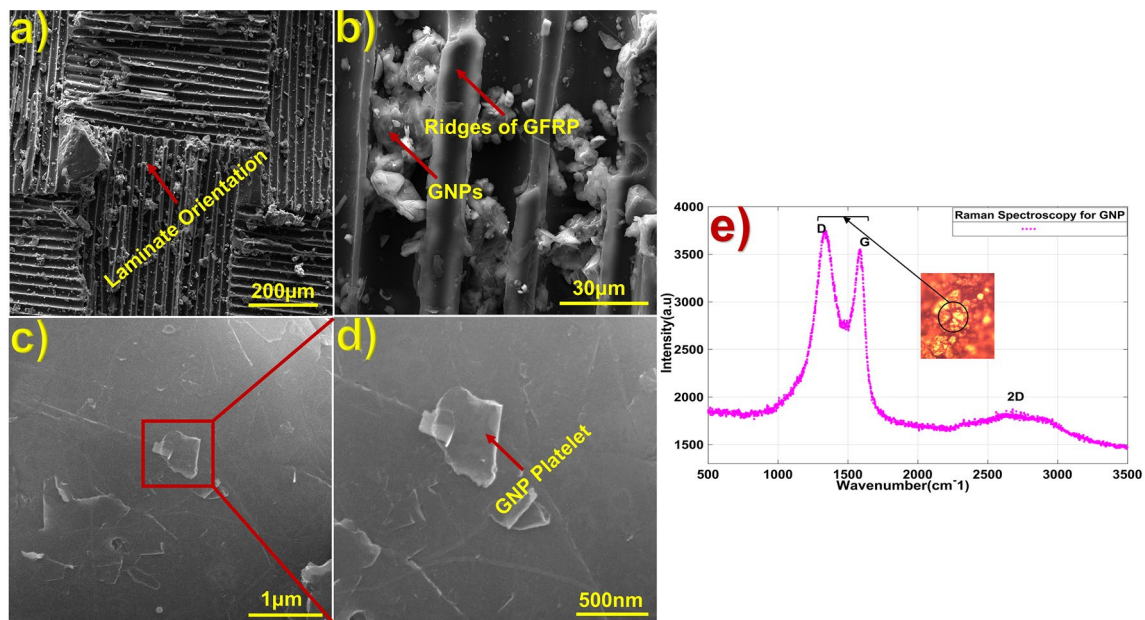 a)
Laminate Orientation
200μm
b)
Ridges of GFRP
GNPs
30μm
c)
1μm
d)
GNP Platelet
500nm
e)
Raman Spectroscopy for GNP
D
G
2D
4000
3500
3000
2500
2000
1500
Intensity(a.u)
500 1000 1500 2000 2500 3000 3500
Wavenumber(cm^-1)